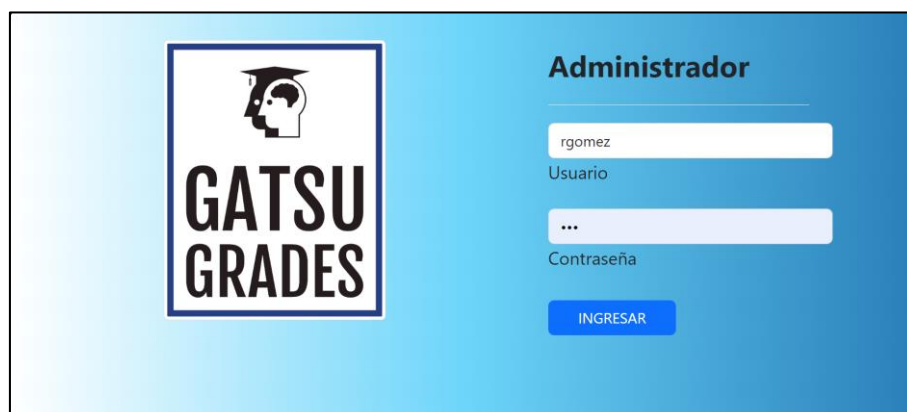 GATSU
GRADES
Administrador
rgomez
Usuario
•••
Contraseña
INGRESAR